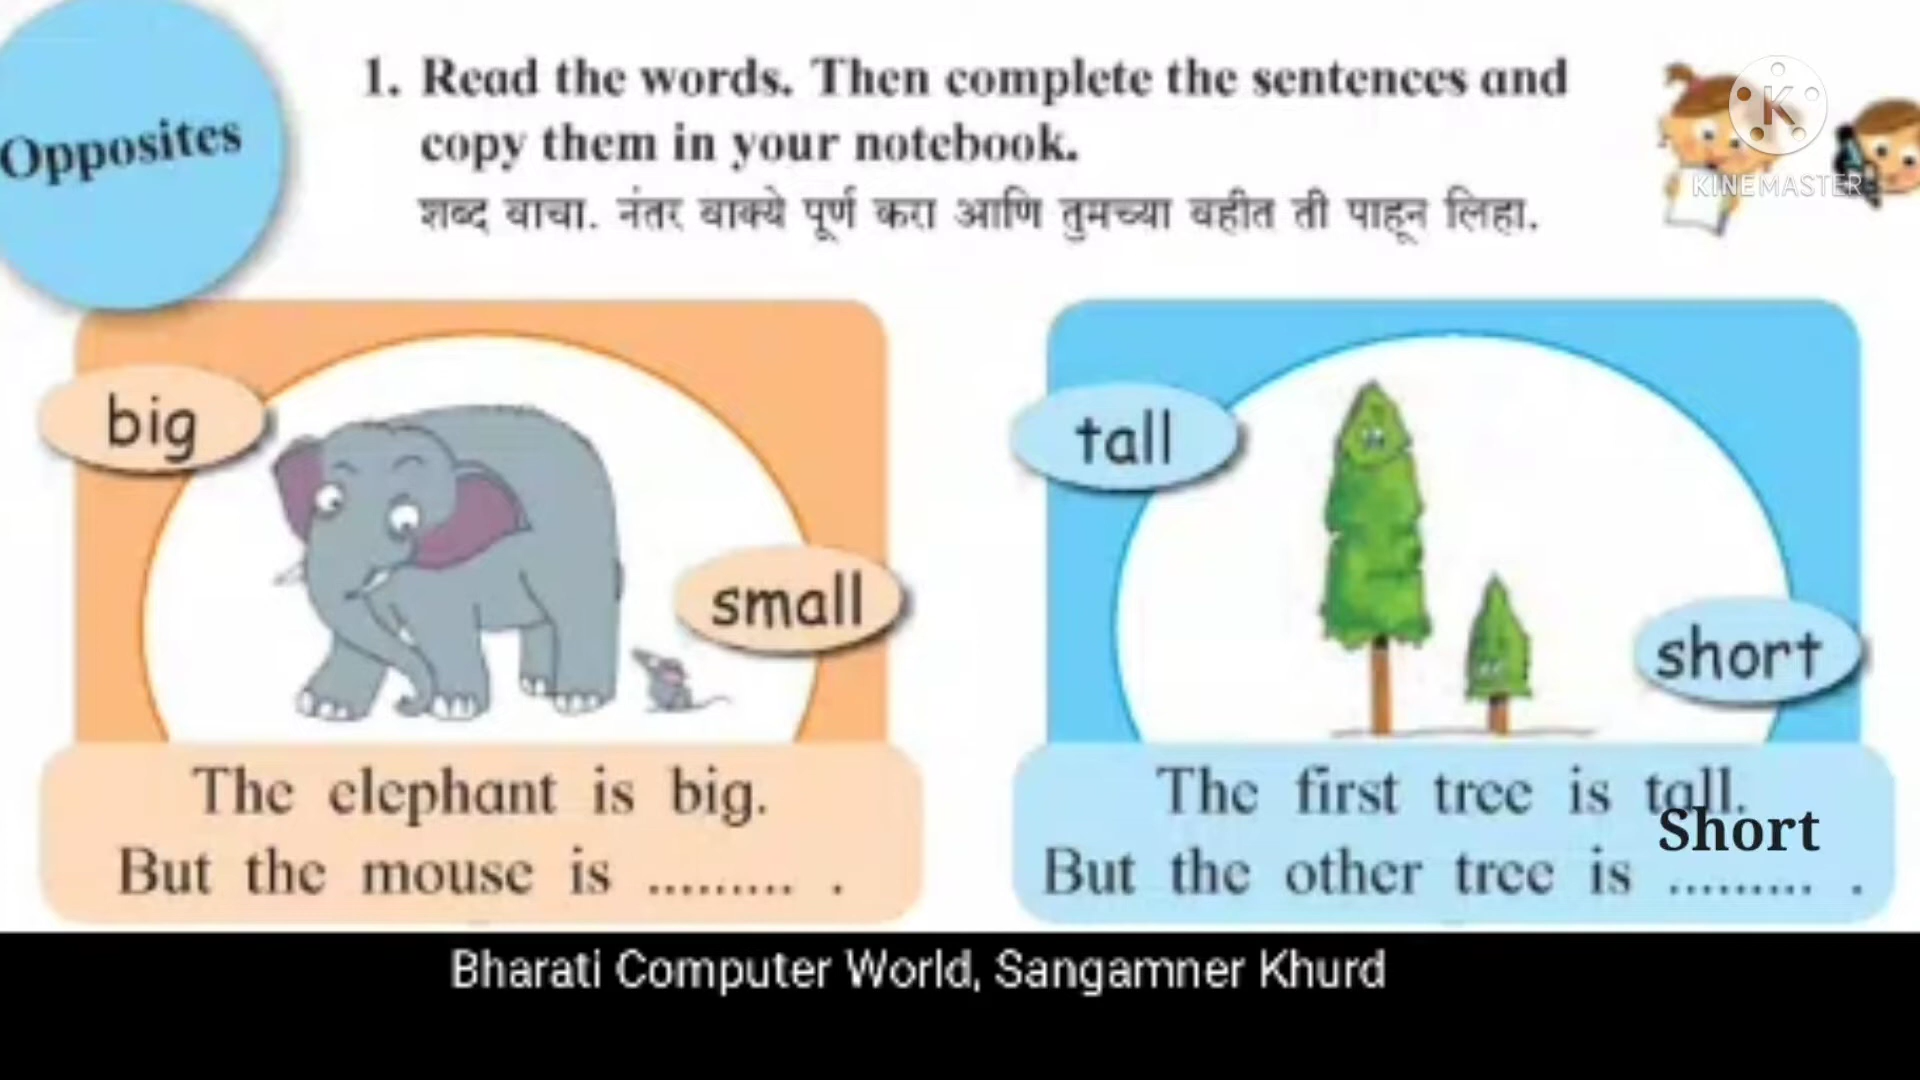 Opposites
1. Read the words. Then complete the sentences and
copy them in your notebook.
शब्द वाचा. नंतर वाक्ये पूर्ण करा आणि तुमच्या वहीत ती पाहून लिहा.
K
KINEMASTER
big
small
The elephant is big.
But the mouse is ......... .
tall
short
The first tree is tall.
Short
But the other tree is ......... .
Bharati Computer World, Sangamner Khurd